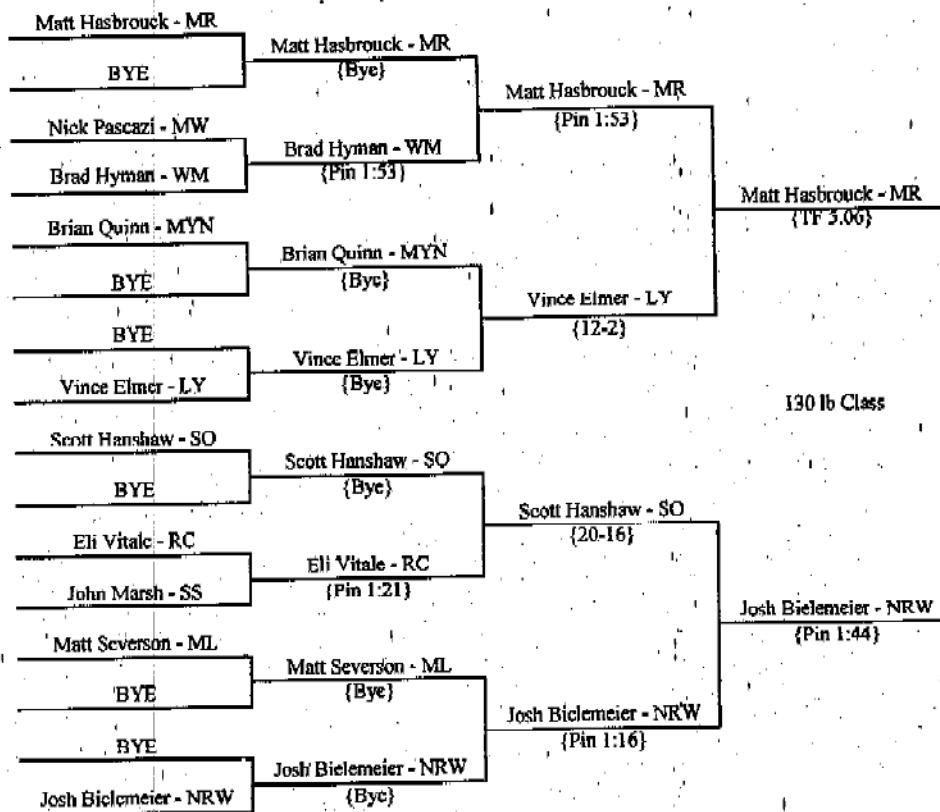 Matt Hasbrouck - MR
BYE
Nick Pascazi - MW
Brad Hyman - WM
Brian Quinn - MYN
BYE
BYE
Vince Elmer - LY
Scott Hanshaw - SO
BYE
Eli Vitale - RC
John Marsh - SS
Matt Severson - ML
BYE
BYE
Josh Bielemeier - NRW
Matt Hasbrouck - MR
{Bye}
Brad Hyman - WM
{Pin 1:53}
Brian Quinn - MYN
{Bye}
Vince Elmer - LY
{Bye}
Scott Hanshaw - SO
{Bye}
Eli Vitale - RC
{Pin 1:21}
Matt Severson - ML
{Bye}
Josh Bielemeier - NRW
{Bye}
Matt Hasbrouck - MR
{Pin 1:53}
Vince Elmer - LY
{12-2}
Scott Hanshaw - SO
{20-16}
Josh Bielemeier - NRW
{Pin 1:16}
Matt Hasbrouck - MR
{TF 5.06}
130 lb Class
Josh Bielemeier - NRW
{Pin 1:44}